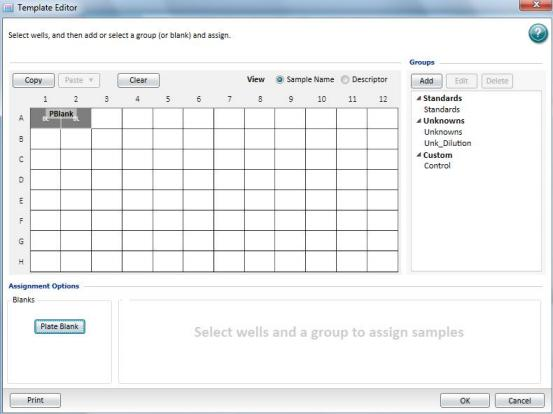 Template Editor
Select wells, and then add or select a group (or blank) and assign.
Groups
Copy Paste Clear View Sample Name Descriptor
Add Edit Delete
1 2 3 4 5 6 7 8 9 10 11 12
Standards
Standards
Unknowns
Unknowns
Unk_Dilution
Custom
Control
A PBlank
B
C
D
E
F
G
H
Assignment Options
Blanks
Plate Blank
Select wells and a group to assign samples
Print OK Cancel